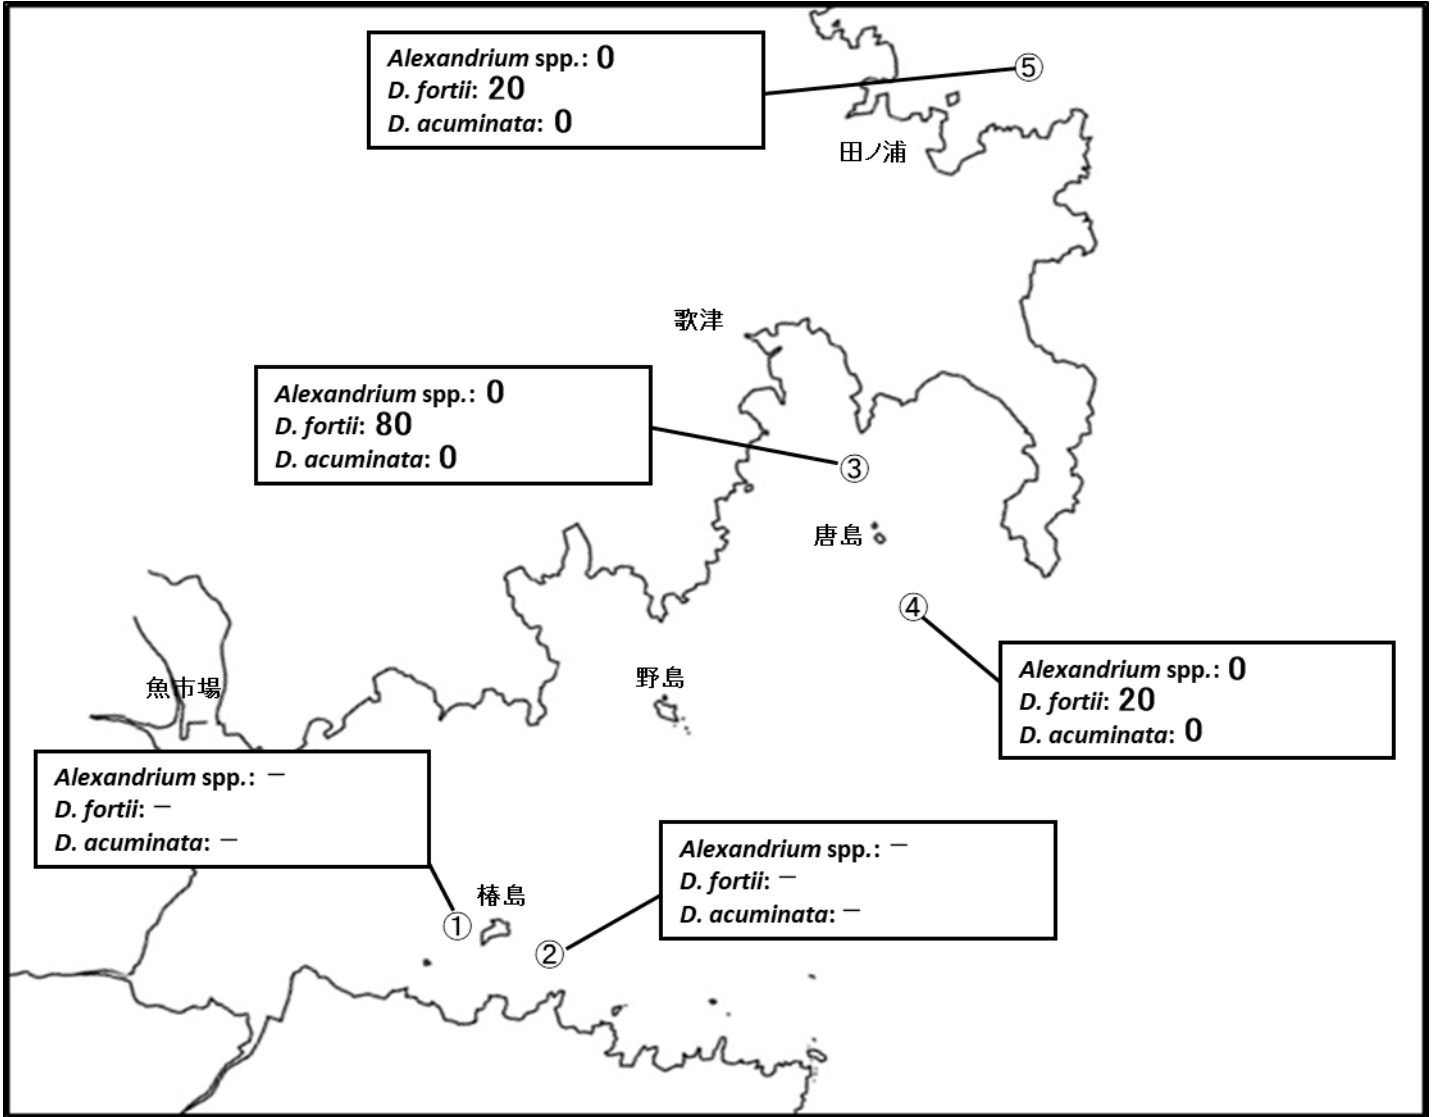 Alexandrium spp.: 0
D. fortii: 20
D. acuminata: 0
⑤
田ノ浦
歌津
Alexandrium spp.: 0
D. fortii: 80
D. acuminata: 0
③
唐島
④
Alexandrium spp.: 0
D. fortii: 20
D. acuminata: 0
野島
魚市場
Alexandrium spp.: －
D. fortii: －
D. acuminata: －
Alexandrium spp.: －
D. fortii: －
D. acuminata: －
椿島
①
②